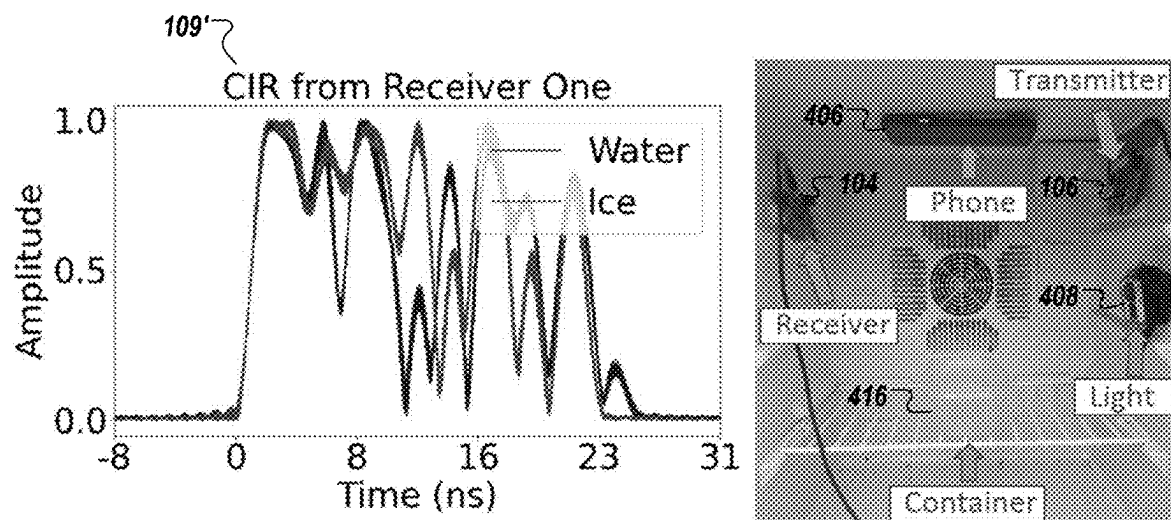 109'
CIR from Receiver One
1.0
0.5
0.0
Amplitude
Water
Ice
-8 0 8 16 23 31
Time (ns)
Transmitter
406
104
106
Phone
408
Receiver
416
Light
Container